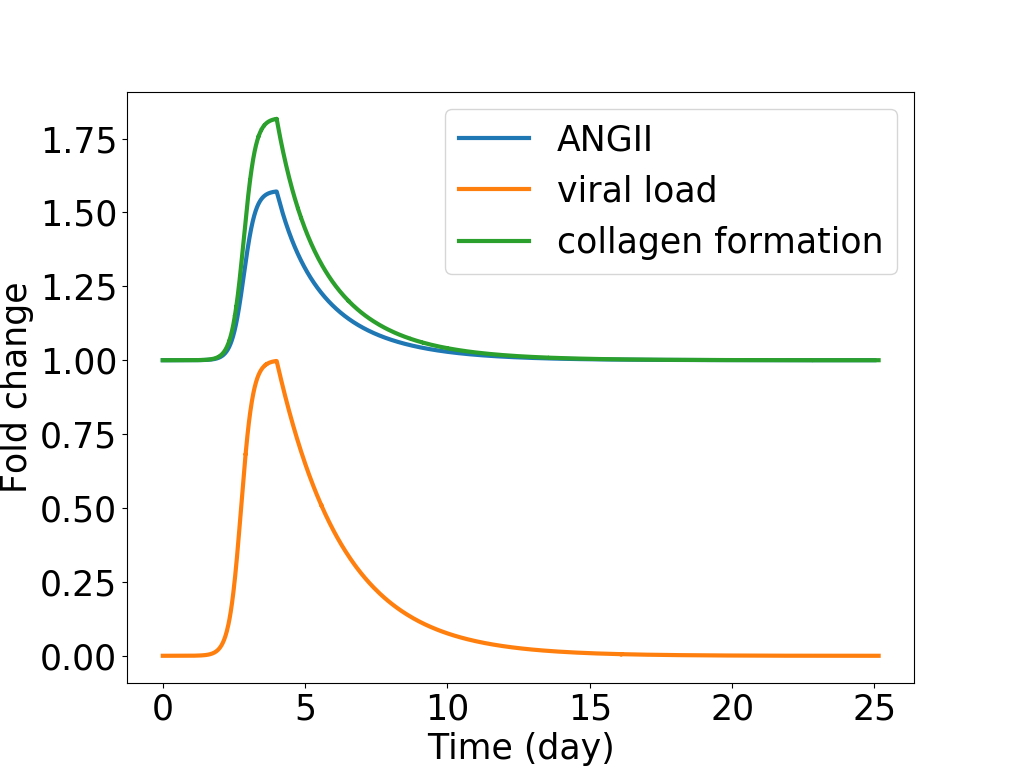 ANGII
viral load
collagen formation
Fold change
1.75
1.50
1.25
1.00
0.75
0.50
0.25
0.00
0 5 10 15 20 25
Time (day)